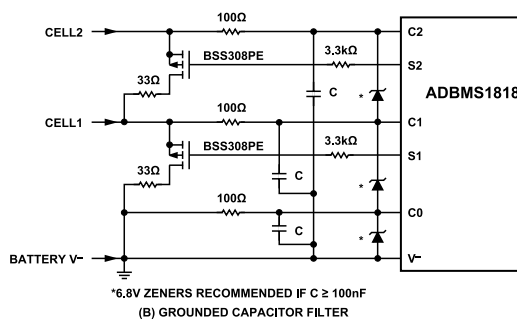 100Ω
CELL2
C2
BSS308PE
3.3kΩ
S2
33Ω
C
*
ADBMS1818
100Ω
CELL1
C1
BSS308PE
3.3kΩ
S1
33Ω
C
*
100Ω
C0
C
*
BATTERY V–
V–
*6.8V ZENERS RECOMMENDED IF C ≥ 100nF
(B) GROUNDED CAPACITOR FILTER